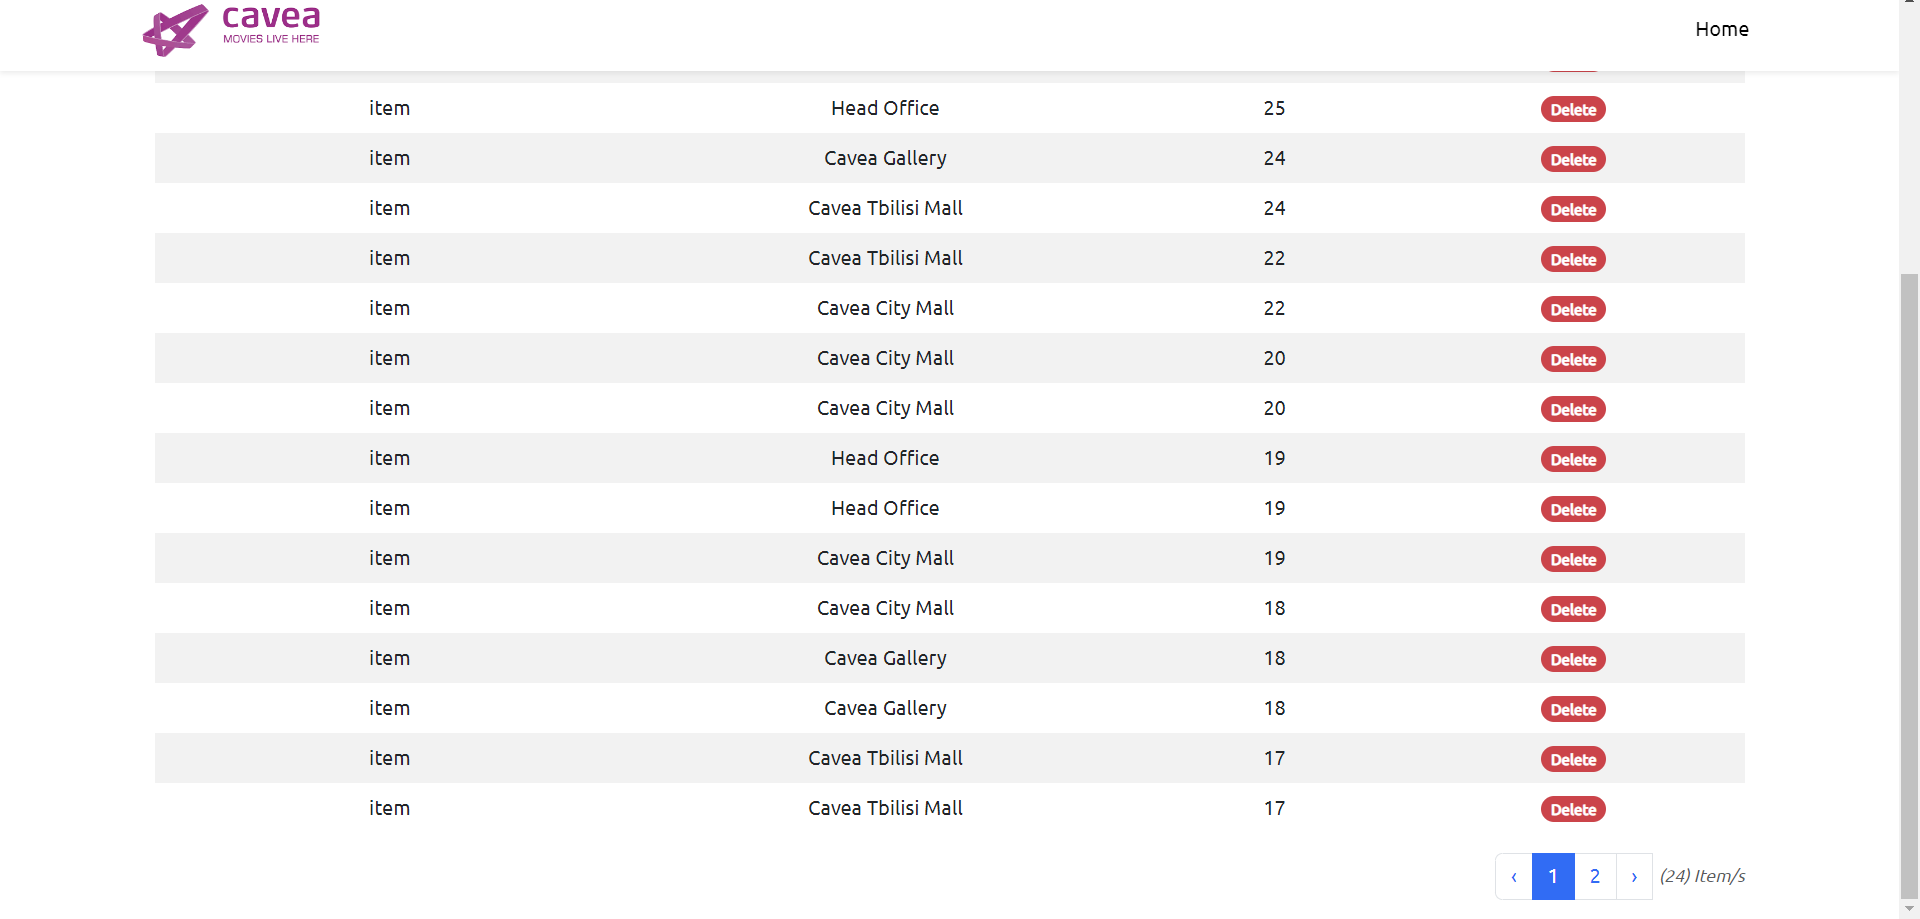 cavea
MOVIES LIVE HERE
Home
item Head Office 25 Delete
item Cavea Gallery 24 Delete
item Cavea Tbilisi Mall 24 Delete
item Cavea Tbilisi Mall 22 Delete
item Cavea City Mall 22 Delete
item Cavea City Mall 20 Delete
item Cavea City Mall 20 Delete
item Head Office 19 Delete
item Head Office 19 Delete
item Cavea City Mall 19 Delete
item Cavea City Mall 18 Delete
item Cavea Gallery 18 Delete
item Cavea Gallery 18 Delete
item Cavea Tbilisi Mall 17 Delete
item Cavea Tbilisi Mall 17 Delete
‹ 1 2 › (24) Item/s